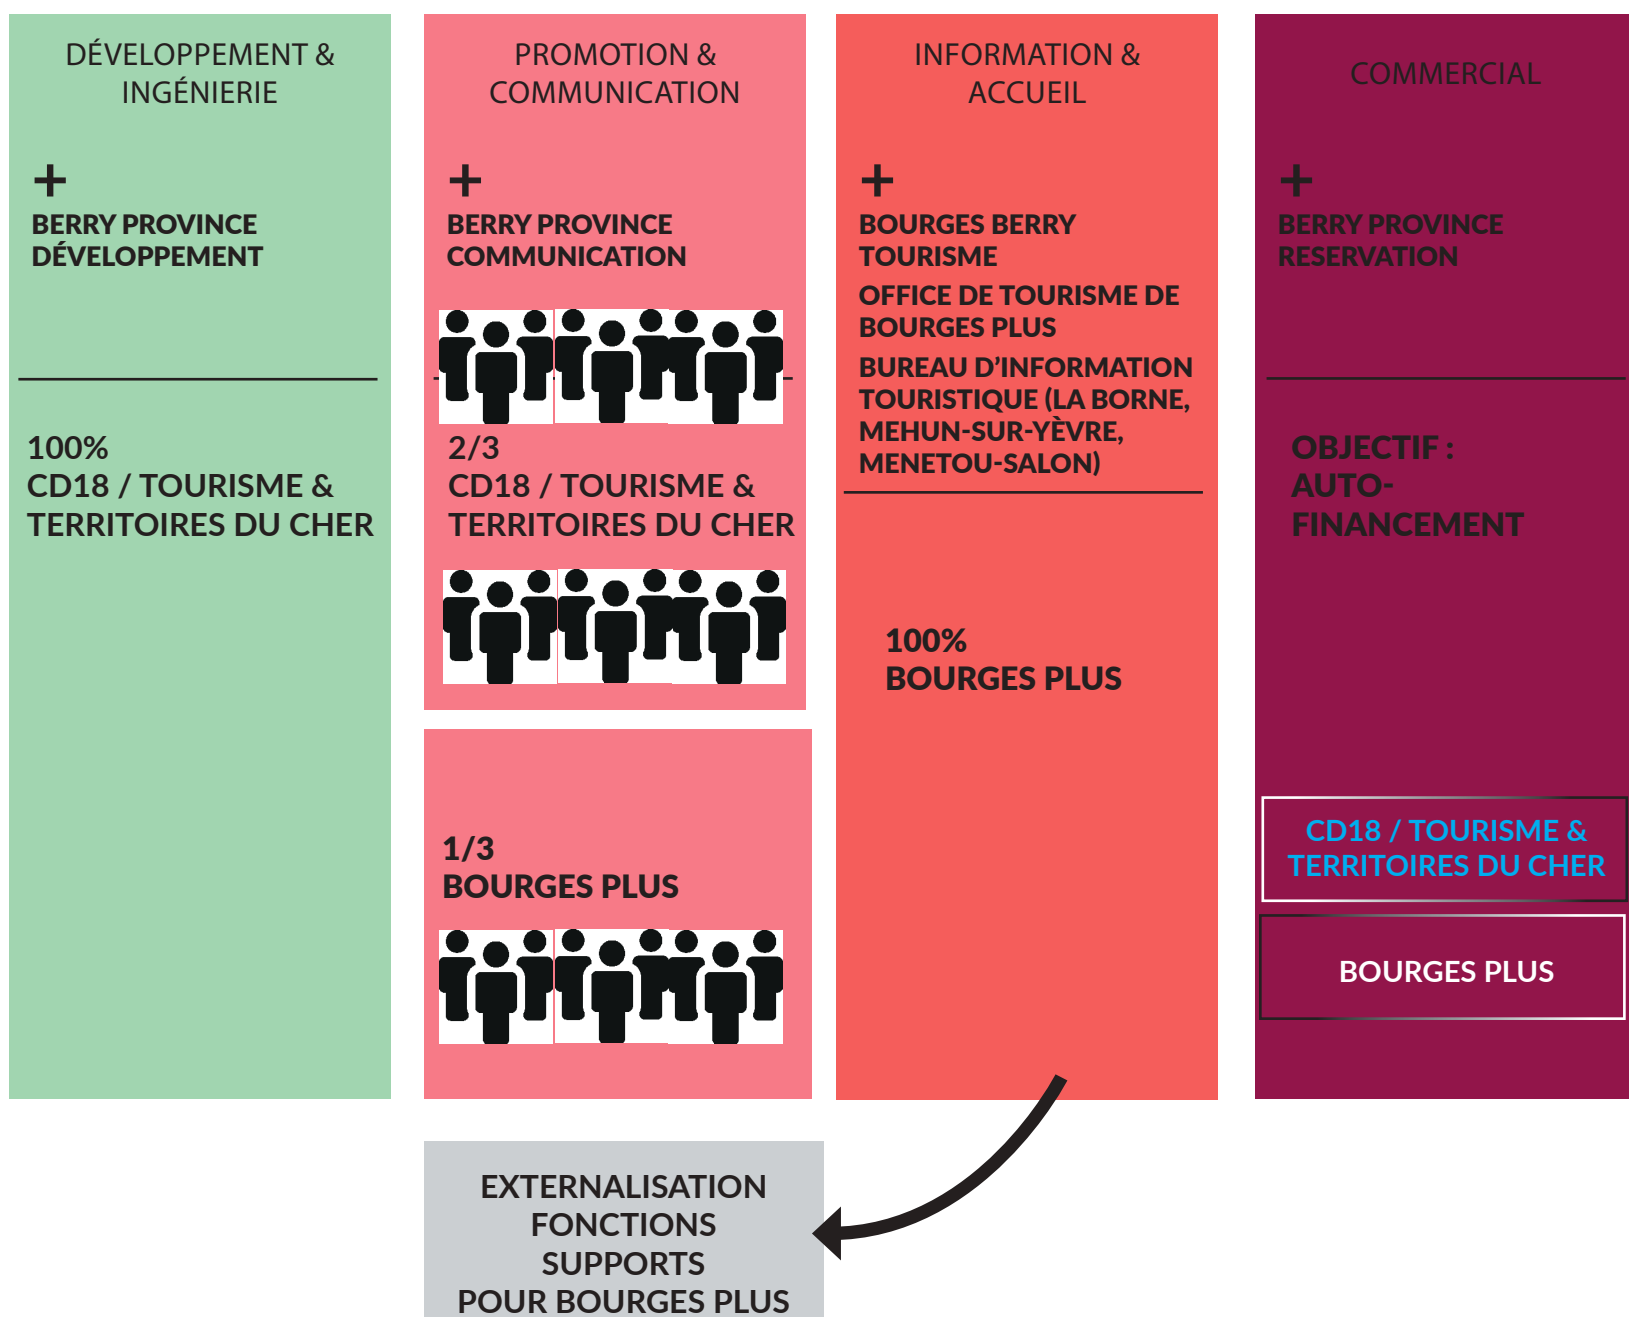 DÉVELOPPEMENT &
INGÉNIERIE
+
BERRY PROVINCE
DÉVELOPPEMENT
100%
CD18 / TOURISME &
TERRITOIRES DU CHER
PROMOTION &
COMMUNICATION
+
BERRY PROVINCE
COMMUNICATION
2/3
CD18 / TOURISME &
TERRITOIRES DU CHER
1/3
BOURGES PLUS
INFORMATION &
ACCUEIL
+
BOURGES BERRY
TOURISME
OFFICE DE TOURISME DE
BOURGES PLUS
BUREAU D’INFORMATION
TOURISTIQUE (LA BORNE,
MEHUN-SUR-YÈVRE,
MENETOU-SALON)
100%
BOURGES PLUS
COMMERCIAL
+
BERRY PROVINCE
RESERVATION
OBJECTIF :
AUTO-
FINANCEMENT
CD18 / TOURISME &
TERRITOIRES DU CHER
BOURGES PLUS
EXTERNALISATION
FONCTIONS
SUPPORTS
POUR BOURGES PLUS